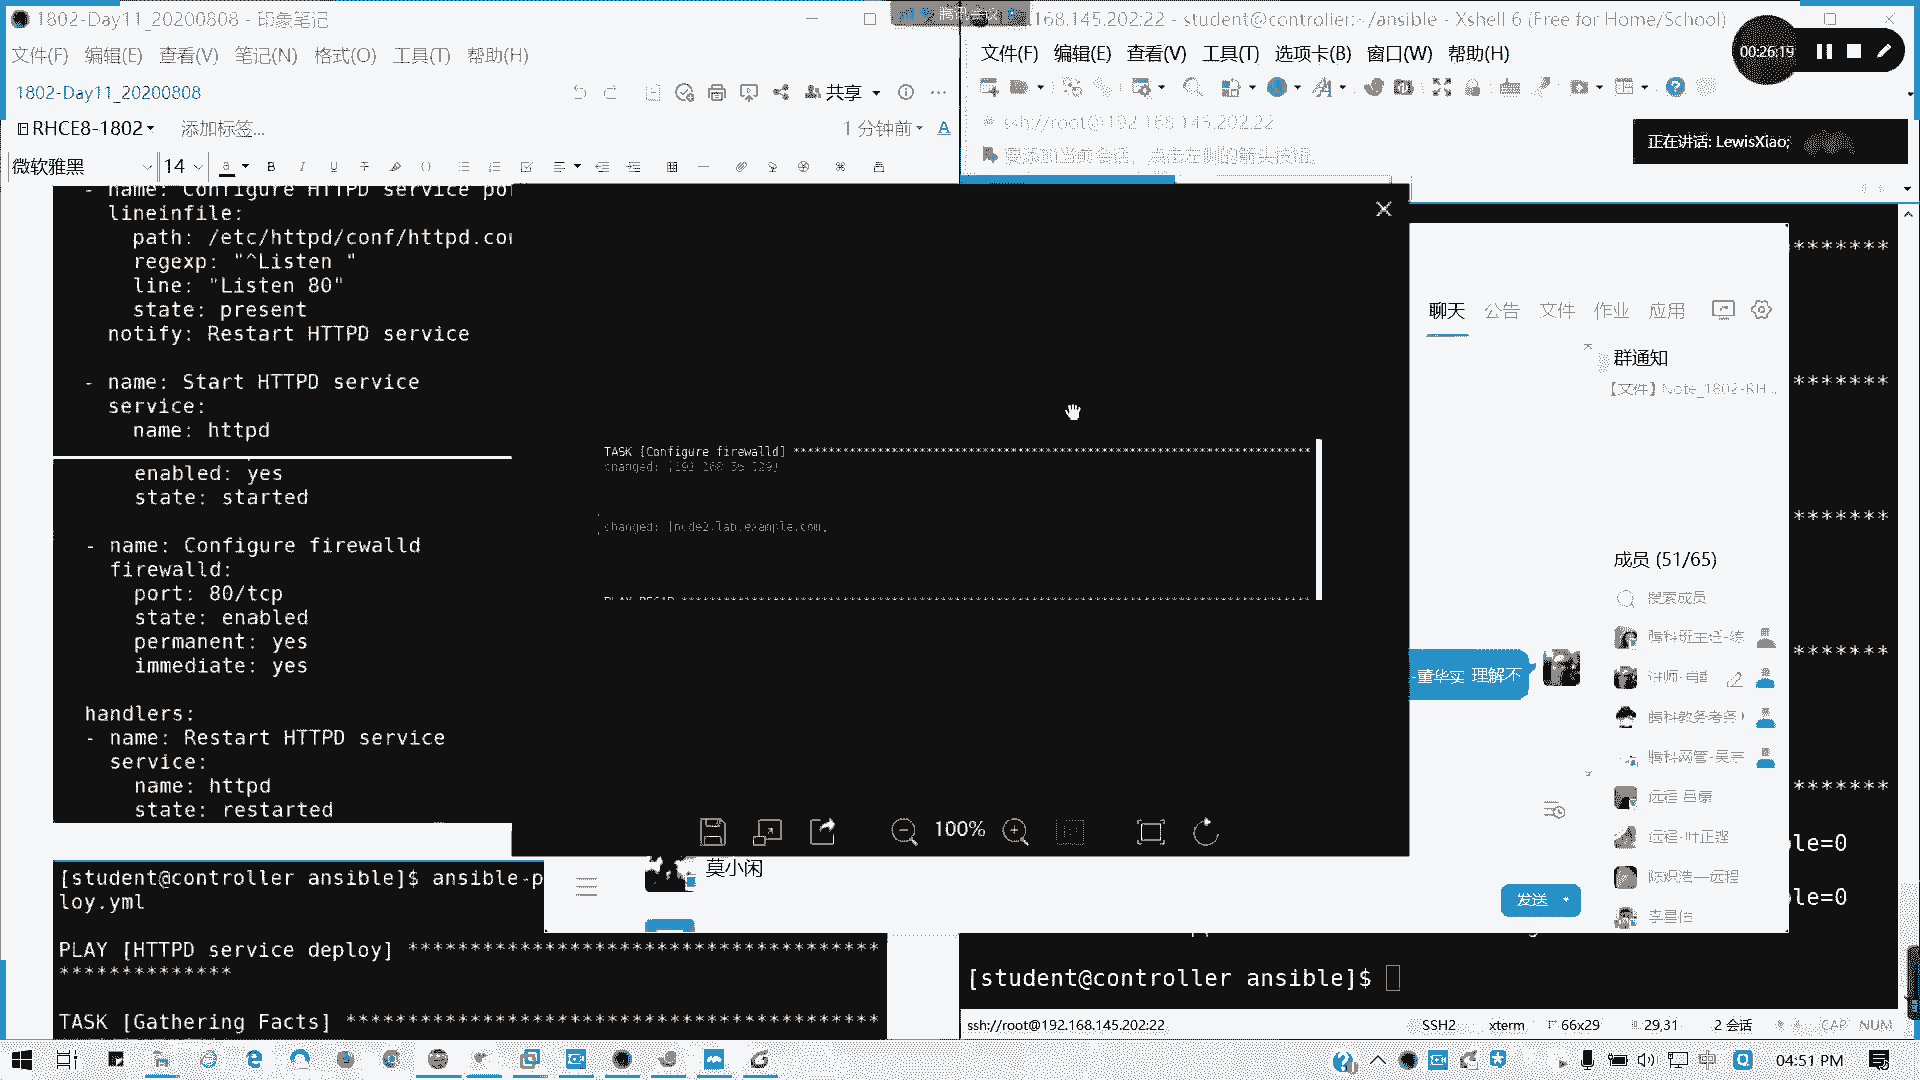 1802-Day11_20200808 - 印象笔记
文件(F) 编辑(E) 查看(V) 笔记(N) 格式(O) 工具(T) 帮助(H)
1802-Day11_20200808
共享
RHCE8-1802
添加标签...
1 分钟前
微软雅黑 14
- name: Configure HTTPD service po
lineinfile:
path: /etc/httpd/conf/httpd.co
regexp: "^Listen "
line: "Listen 80"
state: present
notify: Restart HTTPD service
- name: Start HTTPD service
service:
name: httpd
enabled: yes
state: started
- name: Configure firewalld
firewalld:
port: 80/tcp
state: enabled
permanent: yes
immediate: yes
handlers:
- name: Restart HTTPD service
service:
name: httpd
state: restarted
[student@controller ansible]$ ansible-p
loy.yml
PLAY [HTTPD service deploy] **************************************
**************
TASK [Gathering Facts] *******************************************
腾讯会议
.168.145.202:22 - student@controller:~/ansible - Xshell 6 (Free for Home/School)
文件(F) 编辑(E) 查看(V) 工具(T) 选项卡(B) 窗口(W) 帮助(H)
00:26:19
ssh://root@192.168.145.202:22
要添加当前会话，点击左侧的箭头按钮。
正在讲话: LewisXiao;
TASK [Configure firewalld]
changed: [node2.lab.example.com]
100%
聊天 公告 文件 作业 应用
群通知
【文件】Note_1802-RH...
成员 (51/65)
搜索成员
-董华实 理解不
莫小闲
发送
le=0
le=0
[student@controller ansible]$
ssh://root@192.168.145.202:22
SSH2 xterm 66x29 29,31 2 会话 CAP NUM
04:51 PM